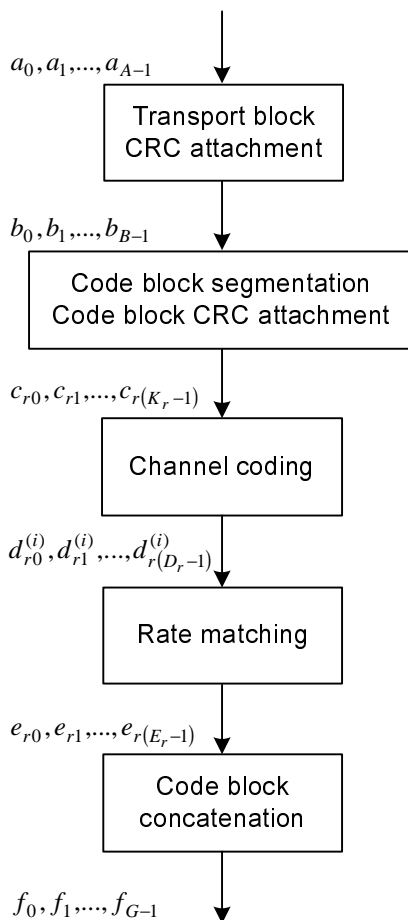 a_0, a_1,..., a_{A-1}
Transport block
CRC attachment
b_0, b_1,..., b_{B-1}
Code block segmentation
Code block CRC attachment
c_{r0}, c_{r1},..., c_{r(K_r-1)}
Channel coding
d_{r0}^{(i)}, d_{r1}^{(i)},..., d_{r(D_r-1)}^{(i)}
Rate matching
e_{r0}, e_{r1},..., e_{r(E_r-1)}
Code block
concatenation
f_0, f_1,..., f_{G-1}